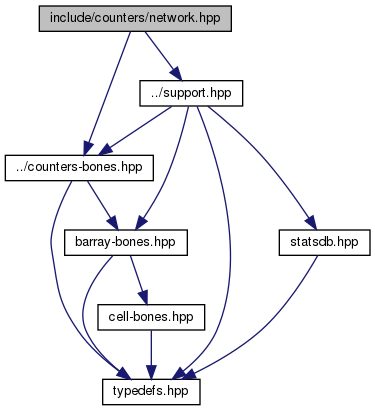 include/counters/network.hpp
../support.hpp
../counters-bones.hpp
barray-bones.hpp
statsdb.hpp
cell-bones.hpp
typedefs.hpp